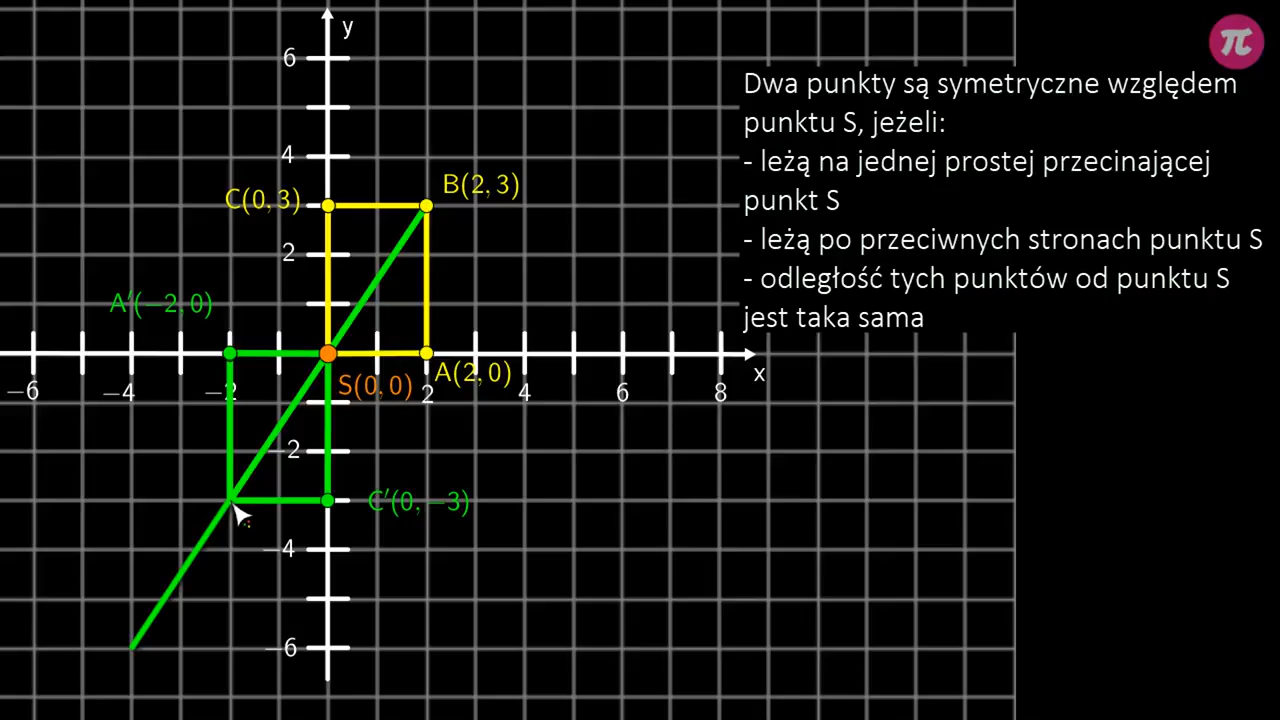 π
y
6
Dwa punkty są symetryczne względem
punktu S, jeżeli:
4
- leżą na jednej prostej przecinającej
B(2, 3)
C(0, 3)
punkt S
2
- leżą po przeciwnych stronach punktu S
- odległość tych punktów od punktu S
A′(−2, 0)
jest taka sama
A(2, 0)
x
S(0, 0)
−6 −4 −2 2 4 6 8
−2
C′(0, −3)
−4
−6